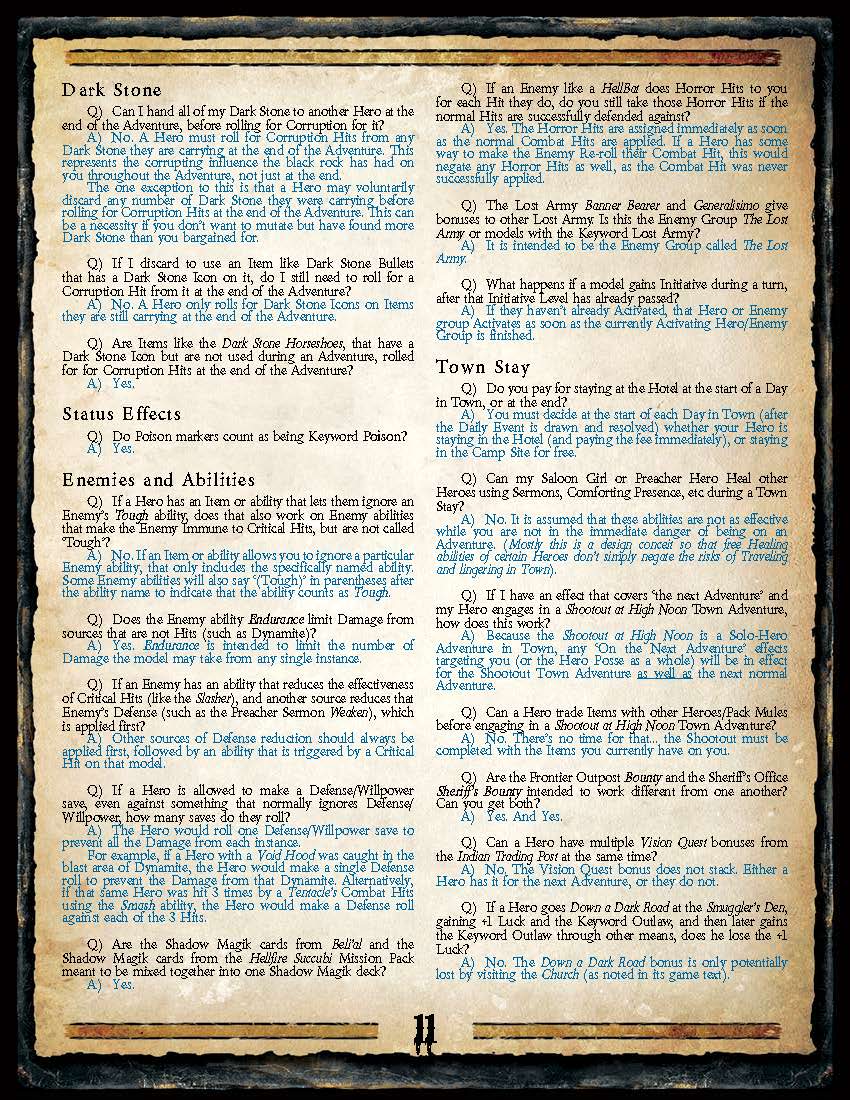 Dark Stone
Q) Can I hand all of my Dark Stone to another Hero at the
end of the Adventure, before rolling for Corruption for it?
A) No. A Hero must roll for Corruption Hits from any
Dark Stone they are carrying at the end of the Adventure. This
represents the corrupting influence the black rock has had on
you throughout the Adventure, not just at the end.
The one exception to this is that a Hero may voluntarily
discard any number of Dark Stone they were carrying before
rolling for Corruption Hits at the end of the Adventure. This can
be a necessity if you don't want to mutate but have found more
Dark Stone than you bargained for.
Q) If I discard to use an Item like Dark Stone Bullets
that has a Dark Stone Icon on it, do I still need to roll for a
Corruption Hit from it at the end of the Adventure?
A) No. A Hero only rolls for Dark Stone Icons on Items
they are still carrying at the end of the Adventure.
Q) Are Items like the Dark Stone Horseshoes, that have a
Dark Stone Icon but are not used during an Adventure, rolled
for for Corruption Hits at the end of the Adventure?
A) Yes.
Status Effects
Q) Do Poison markers count as being Keyword Poison?
A) Yes.
Enemies and Abilities
Q) If a Hero has an Item or ability that lets them ignore an
Enemy's Tough ability, does that also work on Enemy abilities
that make the Enemy Immune to Critical Hits, but are not called
'Tough'?
A) No. If an Item or ability allows you to ignore a particular
Enemy ability, that only includes the specifically named ability.
Some Enemy abilities will also say '(Tough)' in parentheses after
the ability name to indicate that the ability counts as Tough.
Q) Does the Enemy ability Endurance limit Damage from
sources that are not Hits (such as Dynamite)?
A) Yes. Endurance is intended to limit the number of
Damage the model may take from any single instance.
Q) If an Enemy has an ability that reduces the effectiveness
of Critical Hits (like the Slasher), and another source reduces that
Enemy's Defense (such as the Preacher Sermon Weaken), which
is applied first?
A) Other sources of Defense reduction should always be
applied first, followed by an ability that is triggered by a Critical
Hit on that model.
Q) If a Hero is allowed to make a Defense/Willpower
save, even against something that normally ignores Defense/
Willpower, how many saves do they roll?
A) The Hero would roll one Defense/Willpower save to
prevent all the Damage from each instance.
For example, if a Hero with a Void Hood was caught in the
blast area of Dynamite, the Hero would make a single Defense
roll to prevent the Damage from that Dynamite. Alternatively,
if that same Hero was hit 3 times by a Tentacle's Combat Hits
using the Smash ability, the Hero would make a Defense roll
against each of the 3 Hits.
Q) Are the Shadow Magik cards from Beli'al and the
Shadow Magik cards from the Hellfire Succubi Mission Pack
meant to be mixed together into one Shadow Magik deck?
A) Yes.
Q) If an Enemy like a HellBat does Horror Hits to you
for each Hit they do, do you still take those Horror Hits if the
normal Hits are successfully defended against?
A) Yes. The Horror Hits are assigned immediately as soon
as the normal Combat Hits are applied. If a Hero has some
way to make the Enemy Re-roll their Combat Hit, this would
negate any Horror Hits as well, as the Combat Hit was never
successfully applied.
Q) The Lost Army Banner Bearer and Generalisimo give
bonuses to other Lost Army. Is this the Enemy Group The Lost
Army or models with the Keyword Lost Army?
A) It is intended to be the Enemy Group called The Lost
Army.
Q) What happens if a model gains Initiative during a turn,
after that Initiative Level has already passed?
A) If they haven't already Activated, that Hero or Enemy
group Activates as soon as the currently Activating Hero/Enemy
Group is finished.
Town Stay
Q) Do you pay for staying at the Hotel at the start of a Day
in Town, or at the end?
A) You must decide at the start of each Day in Town (after
the Daily Event is drawn and resolved) whether your Hero is
staying in the Hotel (and paying the fee immediately), or staying
in the Camp Site for free.
Q) Can my Saloon Girl or Preacher Hero Heal other
Heroes using Sermons, Comforting Presence, etc during a Town
Stay?
A) No. It is assumed that these abilities are not as effective
while you are not in the immediate danger of being on an
Adventure. (Mostly this is a design conceit so that free Healing
abilities of certain Heroes don't simply negate the risks of Traveling
and lingering in Town).
Q) If I have an effect that covers 'the next Adventure' and
my Hero engages in a Shootout at High Noon Town Adventure,
how does this work?
A) Because the Shootout at High Noon is a Solo-Hero
Adventure in Town, any 'On the Next Adventure' effects
targeting you (or the Hero Posse as a whole) will be in effect
for the Shootout Town Adventure as well as the next normal
Adventure.
Q) Can a Hero trade Items with other Heroes/Pack Mules
before engaging in a Shootout at High Noon Town Adventure?
A) No. There's no time for that... the Shootout must be
completed with the Items you currently have on you.
Q) Are the Frontier Outpost Bounty and the Sheriff's Office
Sheriff's Bounty intended to work different from one another?
Can you get both?
A) Yes. And Yes.
Q) Can a Hero have multiple Vision Quest bonuses from
the Indian Trading Post at the same time?
A) No, The Vision Quest bonus does not stack. Either a
Hero has it for the next Adventure, or they do not.
Q) If a Hero goes Down a Dark Road at the Smuggler's Den,
gaining +1 Luck and the Keyword Outlaw, and then later gains
the Keyword Outlaw through other means, does he lose the +1
Luck?
A) No. The Down a Dark Road bonus is only potentially
lost by visiting the Church (as noted in its game text).
11